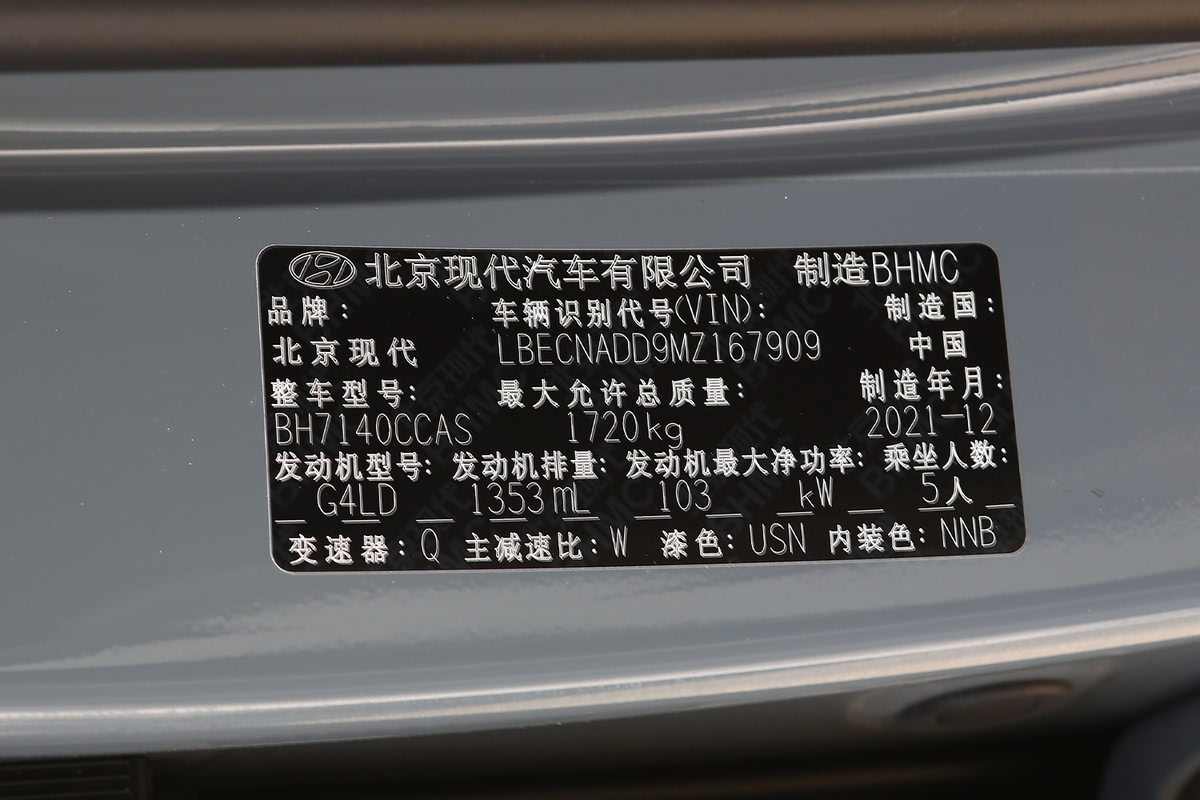 北京现代汽车有限公司 制造BHMC
品牌: 车辆识别代号(VIN): 制造国:
北京现代 LBECNADD9MZ167909 中国
整车型号: 最大允许总质量: 制造年月:
BH7140CCAS 1720kg 2021-12
发动机型号: 发动机排量: 发动机最大净功率: 乘坐人数:
G4LD 1353mL 103 kW 5人
变速器: Q 主减速比: W 漆色: USN 内装色: NNB